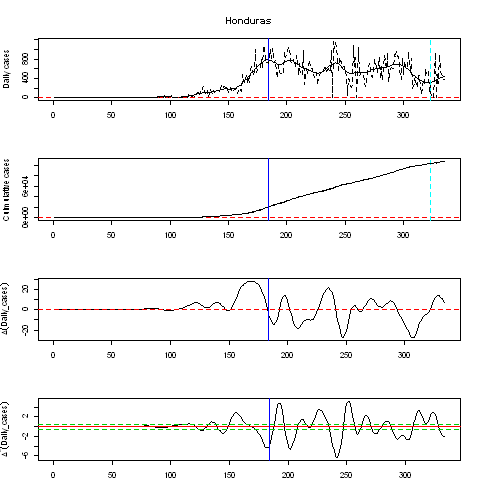 Honduras
Daily cases
0 400 800
0 50 100 150 200 250 300
Cumulative cases
0e+00 6e+04
0 50 100 150 200 250 300
Δ(Daily_cases)
-20 0 20
0 50 100 150 200 250 300
Δ²(Daily_cases)
-6 -2 2
0 50 100 150 200 250 300